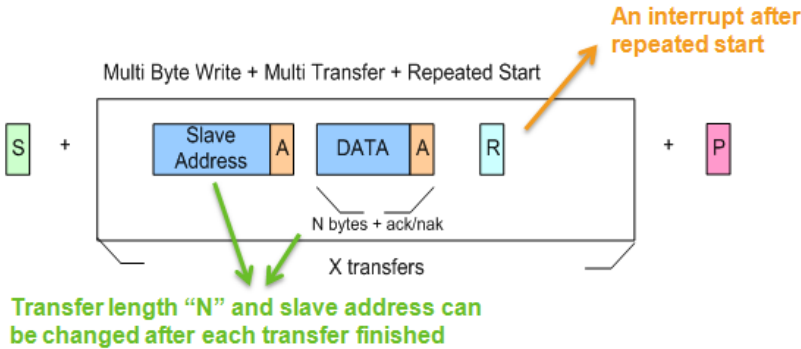 An interrupt after
repeated start
Multi Byte Write + Multi Transfer + Repeated Start
S + Slave Address A DATA A R + P
N bytes + ack/nak
X transfers
Transfer length “N” and slave address can
be changed after each transfer finished